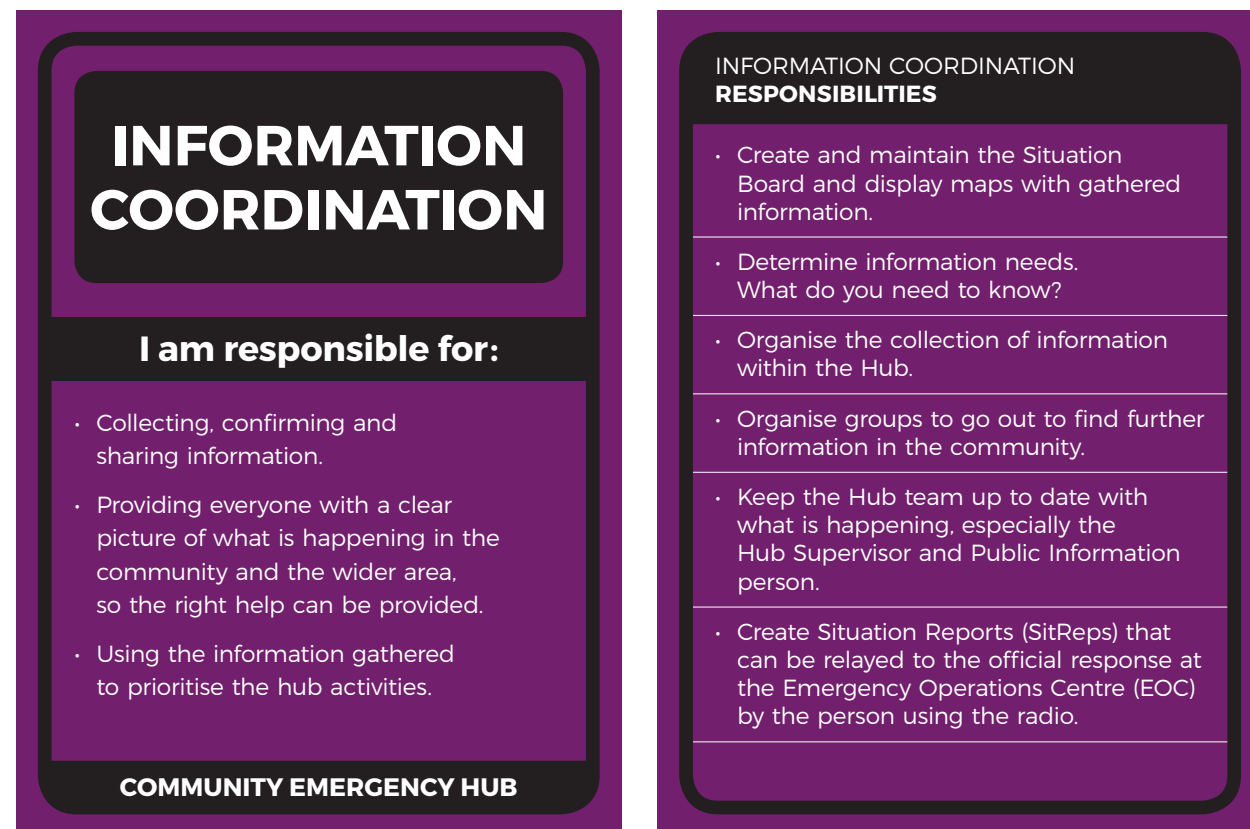 INFORMATION
COORDINATION
I am responsible for:
• Collecting, confirming and
sharing information.
• Providing everyone with a clear
picture of what is happening in the
community and the wider area,
so the right help can be provided.
• Using the information gathered
to prioritise the hub activities.
COMMUNITY EMERGENCY HUB
INFORMATION COORDINATION
RESPONSIBILITIES
• Create and maintain the Situation
Board and display maps with gathered
information.
• Determine information needs.
What do you need to know?
• Organise the collection of information
within the Hub.
• Organise groups to go out to find further
information in the community.
• Keep the Hub team up to date with
what is happening, especially the
Hub Supervisor and Public Information
person.
• Create Situation Reports (SitReps) that
can be relayed to the official response at
the Emergency Operations Centre (EOC)
by the person using the radio.